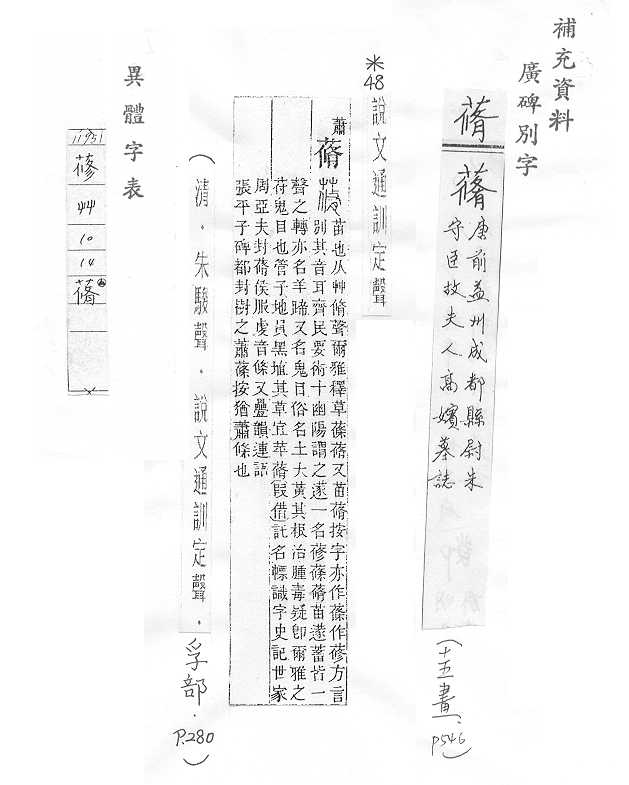 補充資料
廣碑別字
蓨
蓨 唐前益州成都縣尉朱
守臣故夫人高嬪墓誌
(十五畫.
P546)
*48
說文通訓定聲
蕭 蓨 苗也从艸脩聲爾雅釋草蓧蓨又苗蓨按字亦作蓧作蓚方言
別其音耳齊民要術十幽陽謂之蓫一名蓚蓧蓨苗蓫蓄皆一
聲之轉亦名羊蹄又名鬼目俗名土大黃其根治腫毒疑卽爾雅之
苻鬼目也管子地員黑埴其草宜苹蓨叚借託名幖識字史記世家
周亞夫封蓨侯服虔音條又疊韻連語
張平子碑都封樹之蕭蓧按猶蕭條也
(清.朱駿聲.說文通訓定聲.孚部.
P.280)
異體字表
11951
蓚
44
10
14
蓨